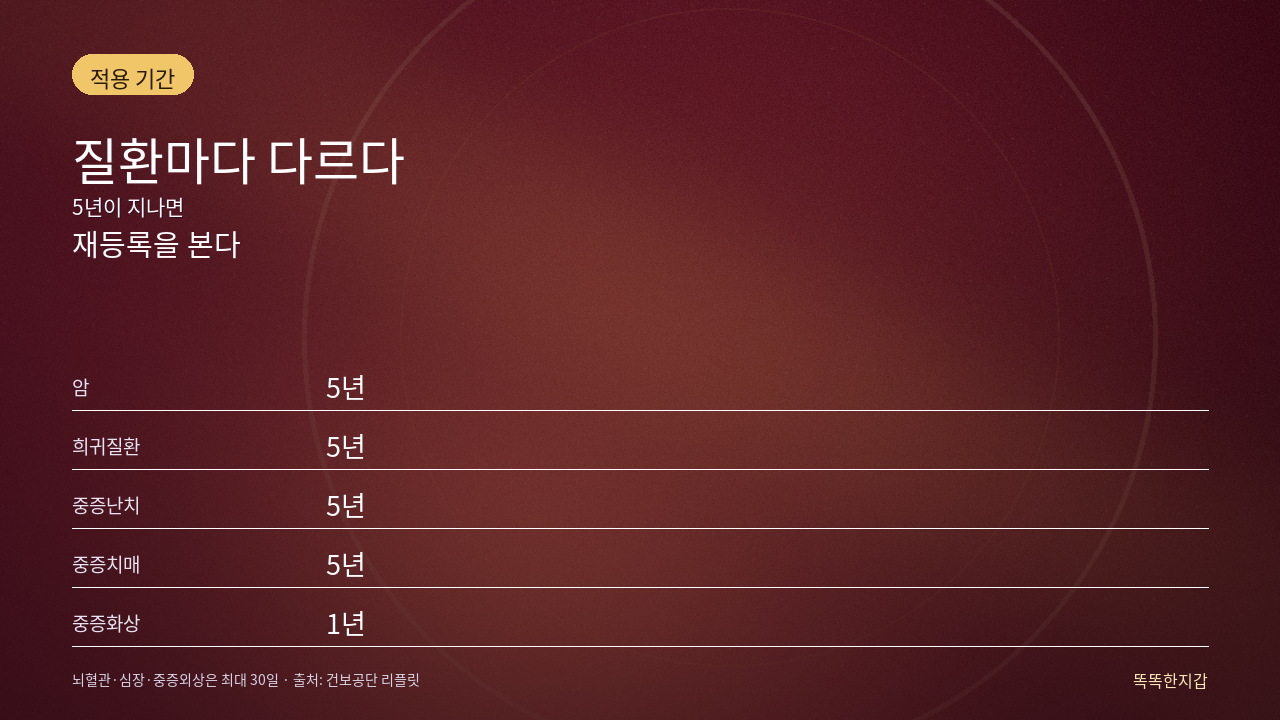 적용 기간
질환마다 다르다
5년이 지나면
재등록을 본다
암 5년
희귀질환 5년
중증난치 5년
중증치매 5년
중증화상 1년
뇌혈관·심장·중증외상은 최대 30일 · 출처: 건보공단 리플릿
똑똑한지갑